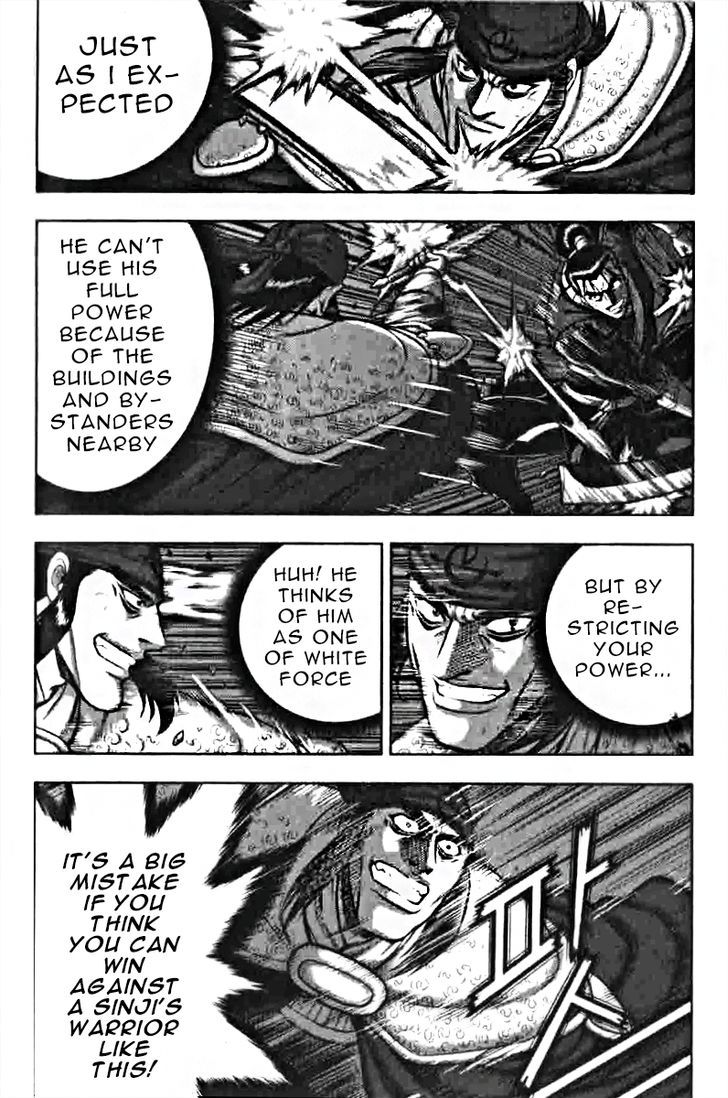 JUST
AS I EX-
PECTED
HE CAN'T
USE HIS
FULL
POWER
BECAUSE
OF THE
BUILDINGS
AND BY-
STANDERS
NEARBY
HUH! HE
THINKS
OF HIM
AS ONE
OF WHITE
FORCE
BUT BY
RE-
STRICTING
YOUR
POWER...
IT'S A BIG
MISTAKE
IF YOU
THINK
YOU CAN
WIN
AGAINST
A SINJI'S
WARRIOR
LIKE
THIS!
파
스